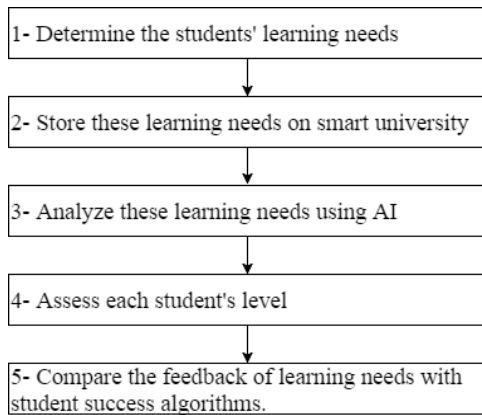 1- Determine the students' learning needs
2- Store these learning needs on smart university
3- Analyze these learning needs using AI
4- Assess each student's level
5- Compare the feedback of learning needs with
student success algorithms.